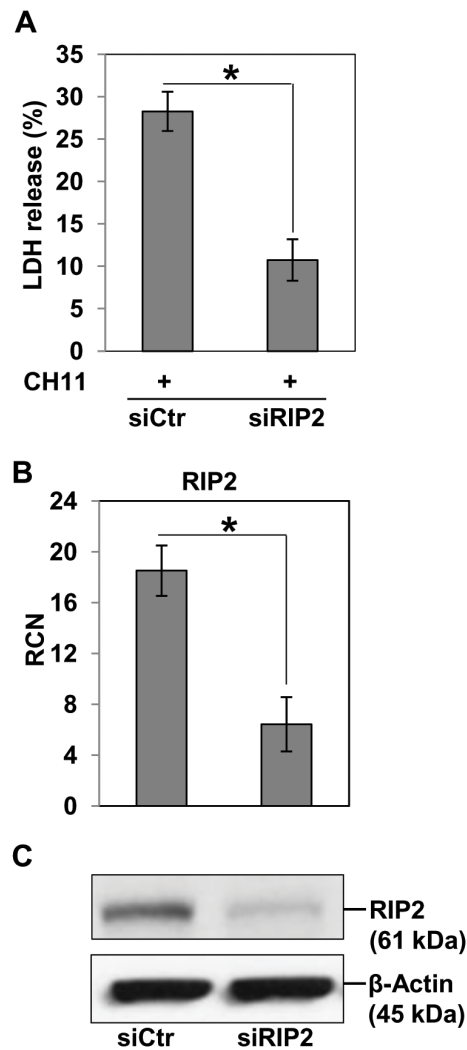 A
35
30
25
20
15
10
5
0
LDH release (%)
*
CH11 + +
siCtr siRIP2
B
RIP2
24
20
16
12
8
4
0
RCN
*
C
RIP2
(61 kDa)
β-Actin
(45 kDa)
siCtr siRIP2